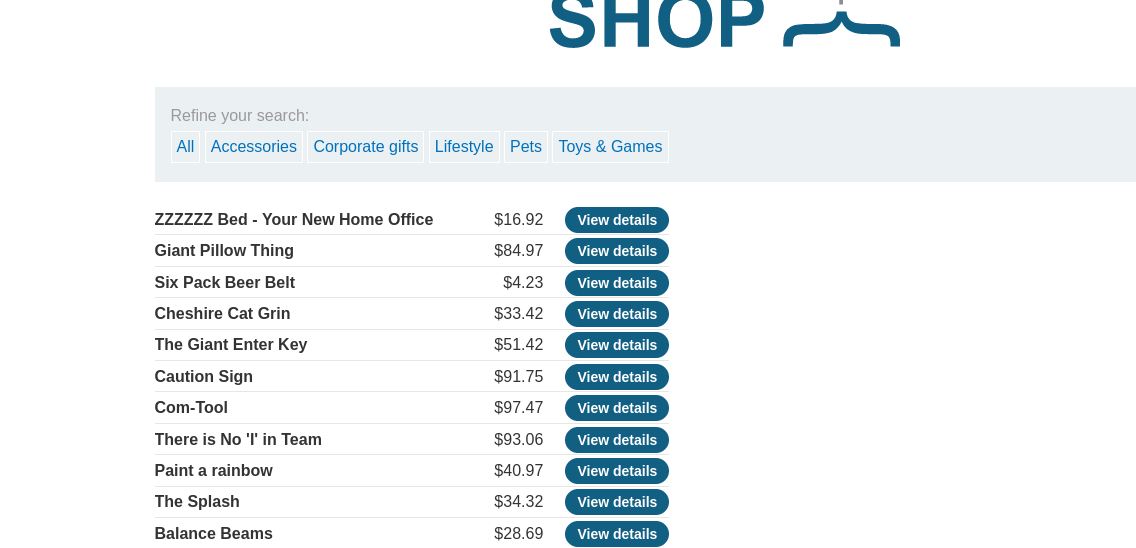 SHOP
Refine your search:
All Accessories Corporate gifts Lifestyle Pets Toys & Games
ZZZZZZ Bed - Your New Home Office $16.92 View details
Giant Pillow Thing $84.97 View details
Six Pack Beer Belt $4.23 View details
Cheshire Cat Grin $33.42 View details
The Giant Enter Key $51.42 View details
Caution Sign $91.75 View details
Com-Tool $97.47 View details
There is No 'I' in Team $93.06 View details
Paint a rainbow $40.97 View details
The Splash $34.32 View details
Balance Beams $28.69 View details